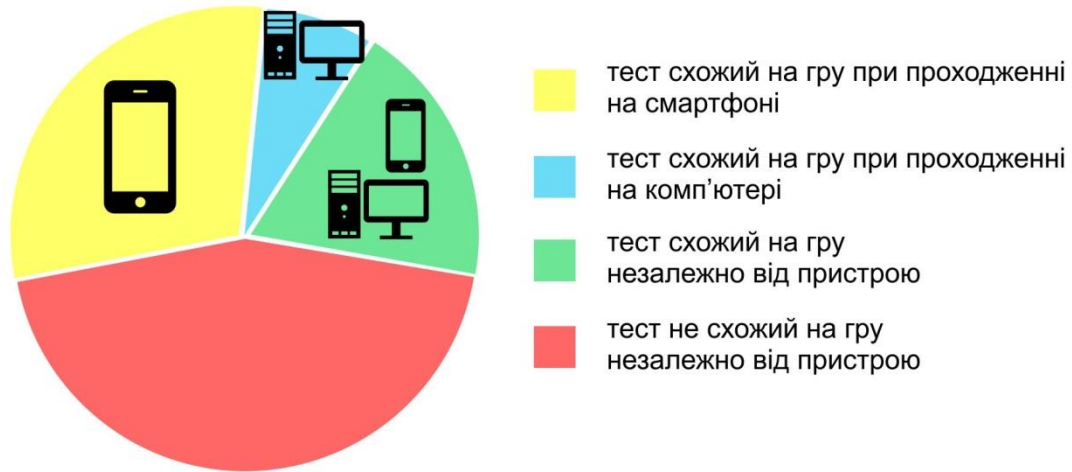 тест схожий на гру при проходженні
на смартфоні
тест схожий на гру при проходженні
на комп’ютері
тест схожий на гру
незалежно від пристрою
тест не схожий на гру
незалежно від пристрою